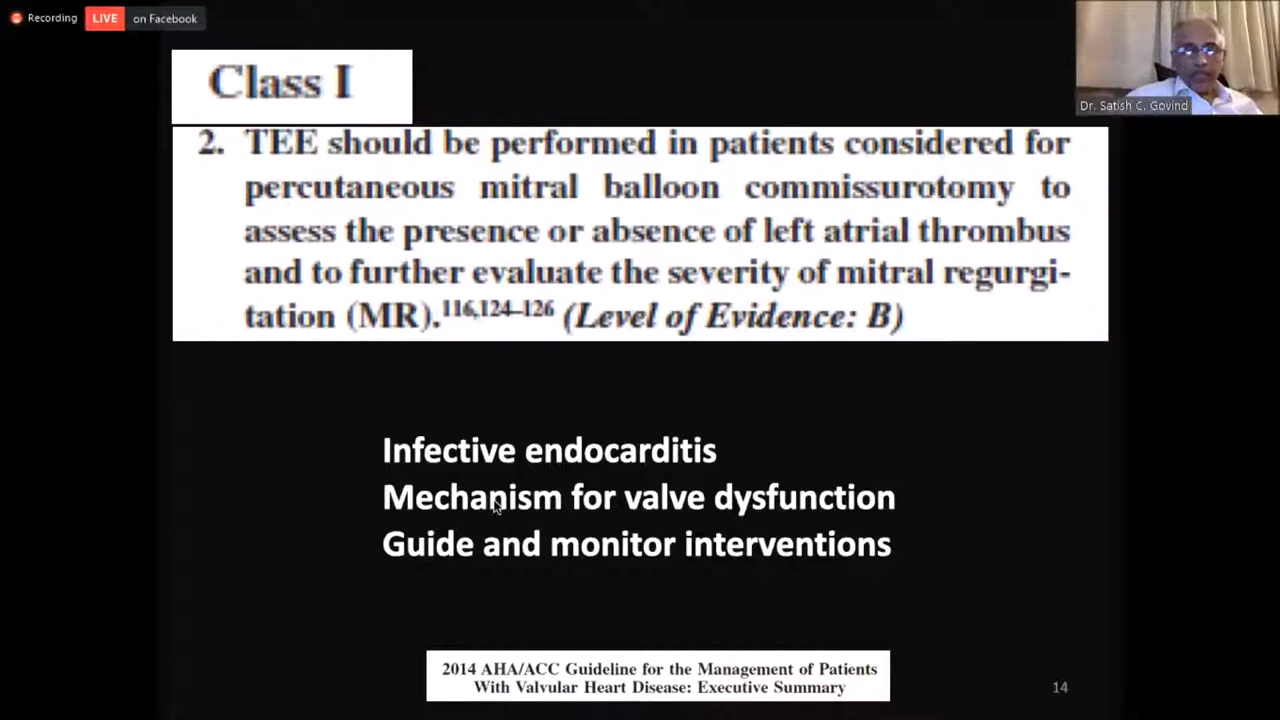 Recording
LIVE on Facebook
Dr. Satish C. Govind
Class I
2. TEE should be performed in patients considered for
percutaneous mitral balloon commissurotomy to
assess the presence or absence of left atrial thrombus
and to further evaluate the severity of mitral regurgi-
tation (MR).116,124–126 (Level of Evidence: B)
Infective endocarditis
Mechanism for valve dysfunction
Guide and monitor interventions
2014 AHA/ACC Guideline for the Management of Patients
With Valvular Heart Disease: Executive Summary
14